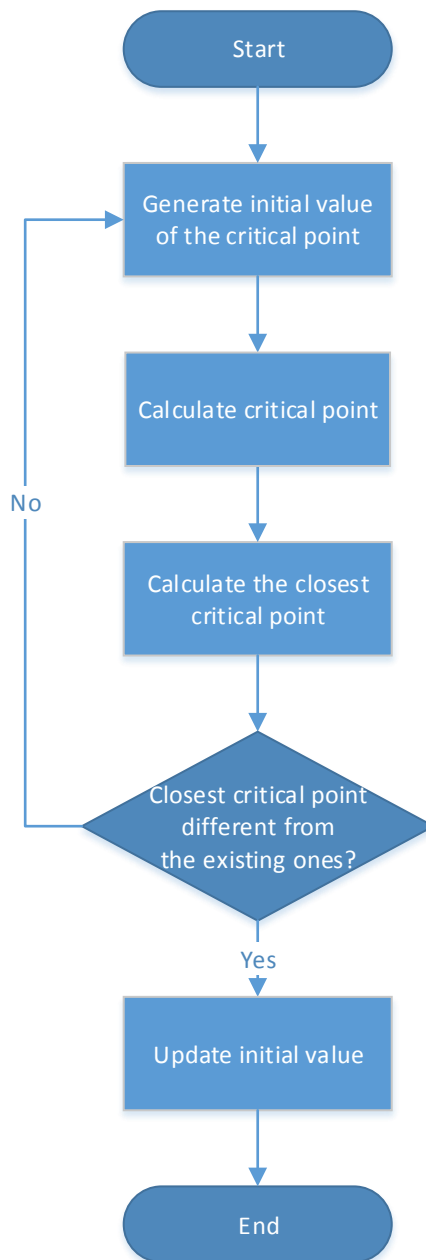 Start
Generate initial value
of the critical point
Calculate critical point
No
Calculate the closest
critical point
Closest critical point
different from
the existing ones?
Yes
Update initial value
End